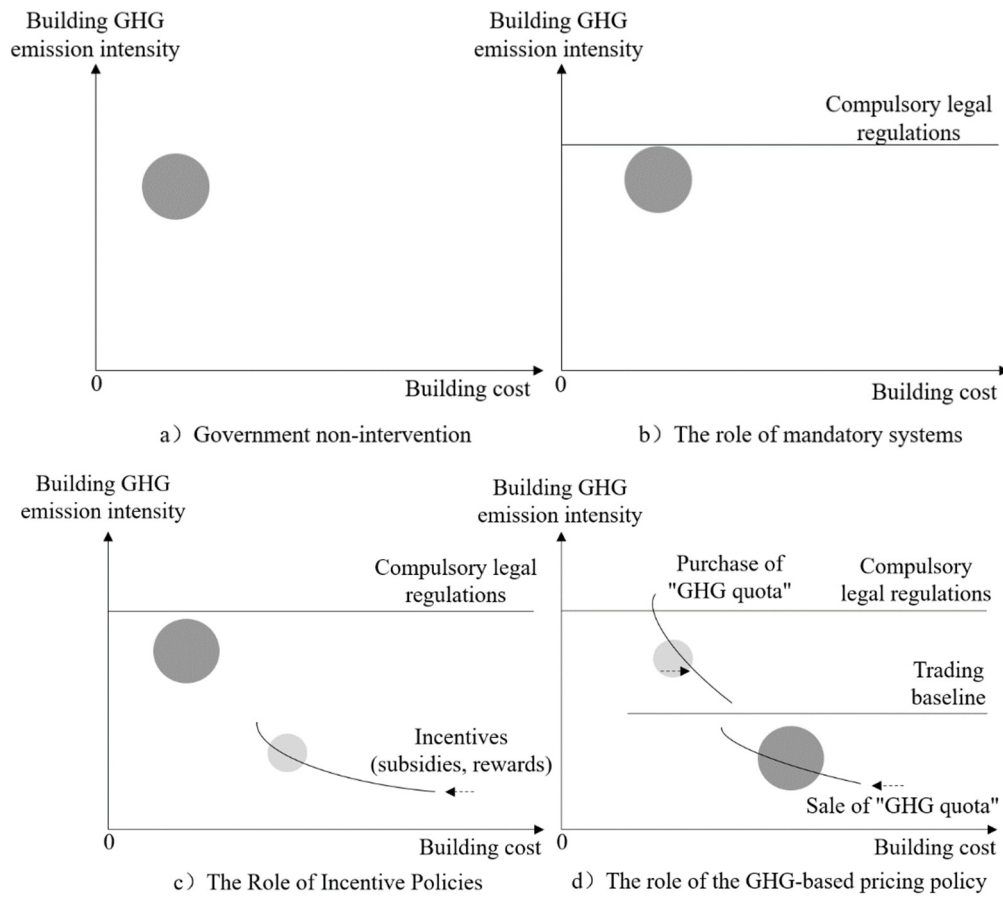 Building GHG
emission intensity
0
Building cost
a）Government non-intervention
Building GHG
emission intensity
Compulsory legal
regulations
0
Building cost
b）The role of mandatory systems
Building GHG
emission intensity
Compulsory legal
regulations
Incentives
(subsidies, rewards)
0
Building cost
c）The Role of Incentive Policies
Building GHG
emission intensity
Purchase of
"GHG quota"
Compulsory
legal regulations
Trading
baseline
Sale of "GHG quota"
0
Building cost
d）The role of the GHG-based pricing policy